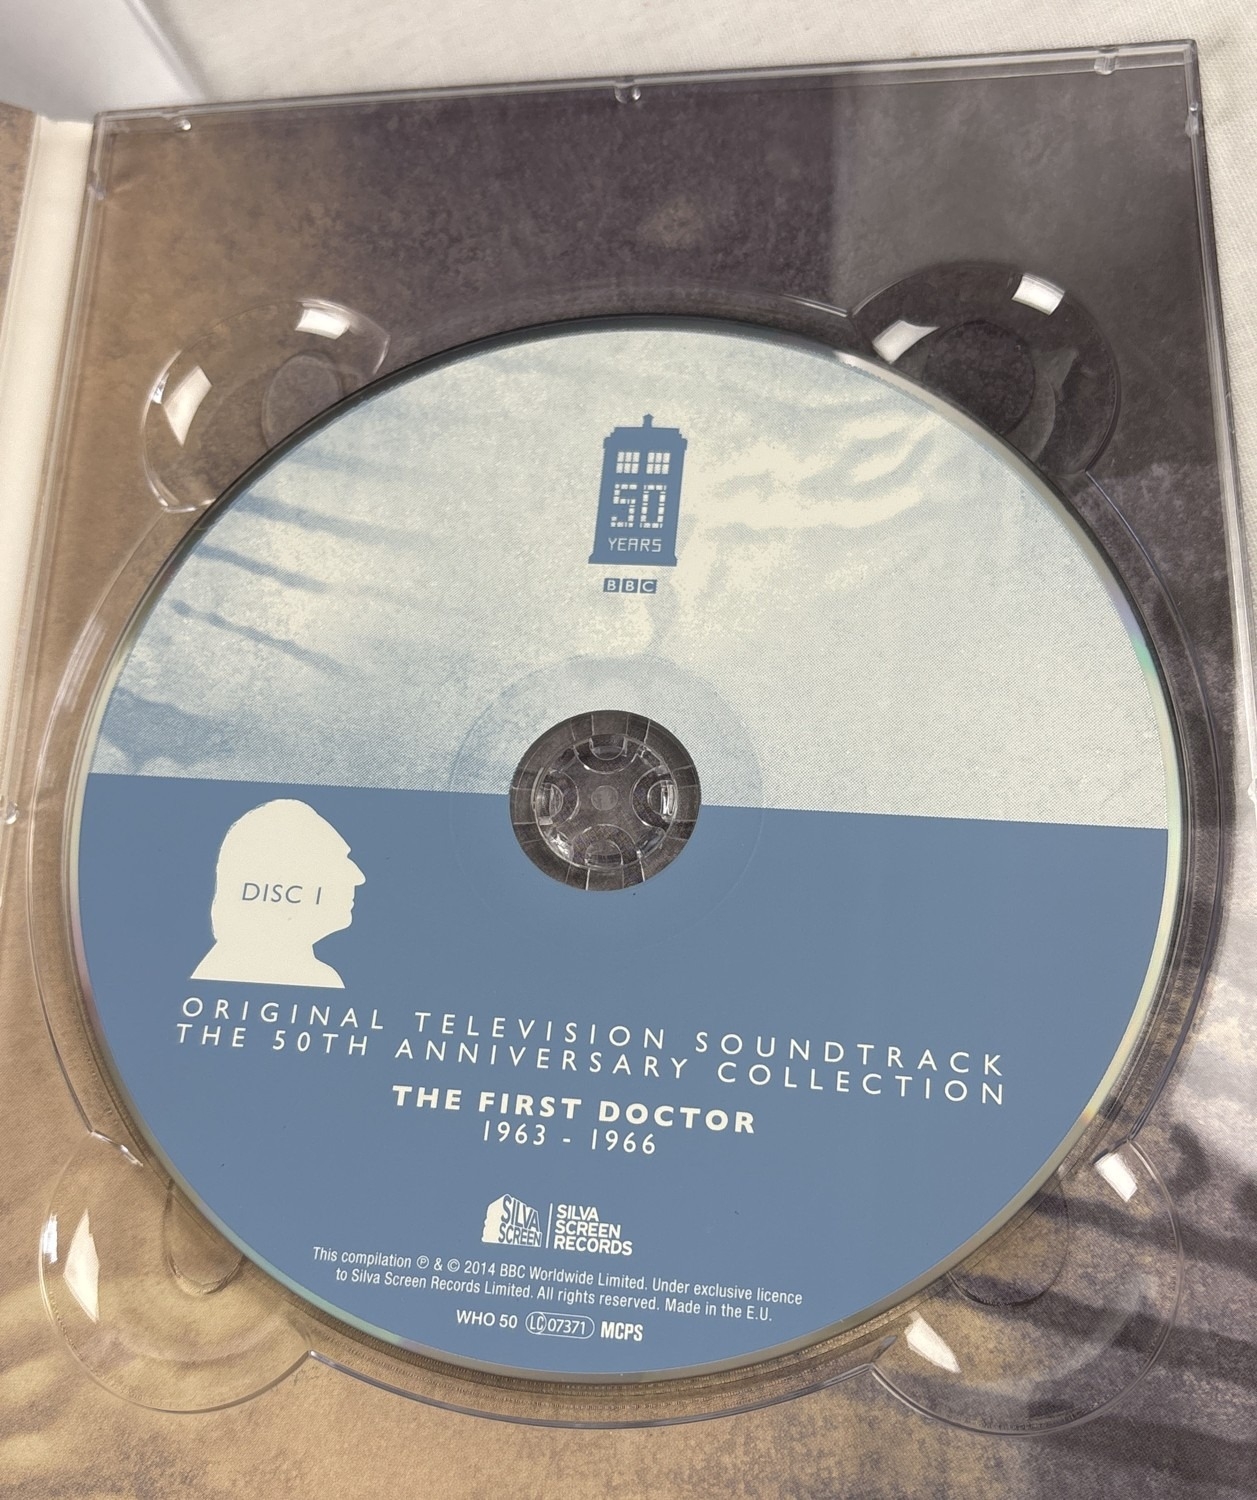 50
YEARS
BBC
DISC 1
ORIGINAL TELEVISION SOUNDTRACK
THE 50TH ANNIVERSARY COLLECTION
THE FIRST DOCTOR
1963 - 1966
SILVA
SCREEN
SILVA
SCREEN
RECORDS
This compilation ℗ & © 2014 BBC Worldwide Limited. Under exclusive licence
to Silva Screen Records Limited. All rights reserved. Made in the E.U.
WHO 50 LC 07371 MCPS